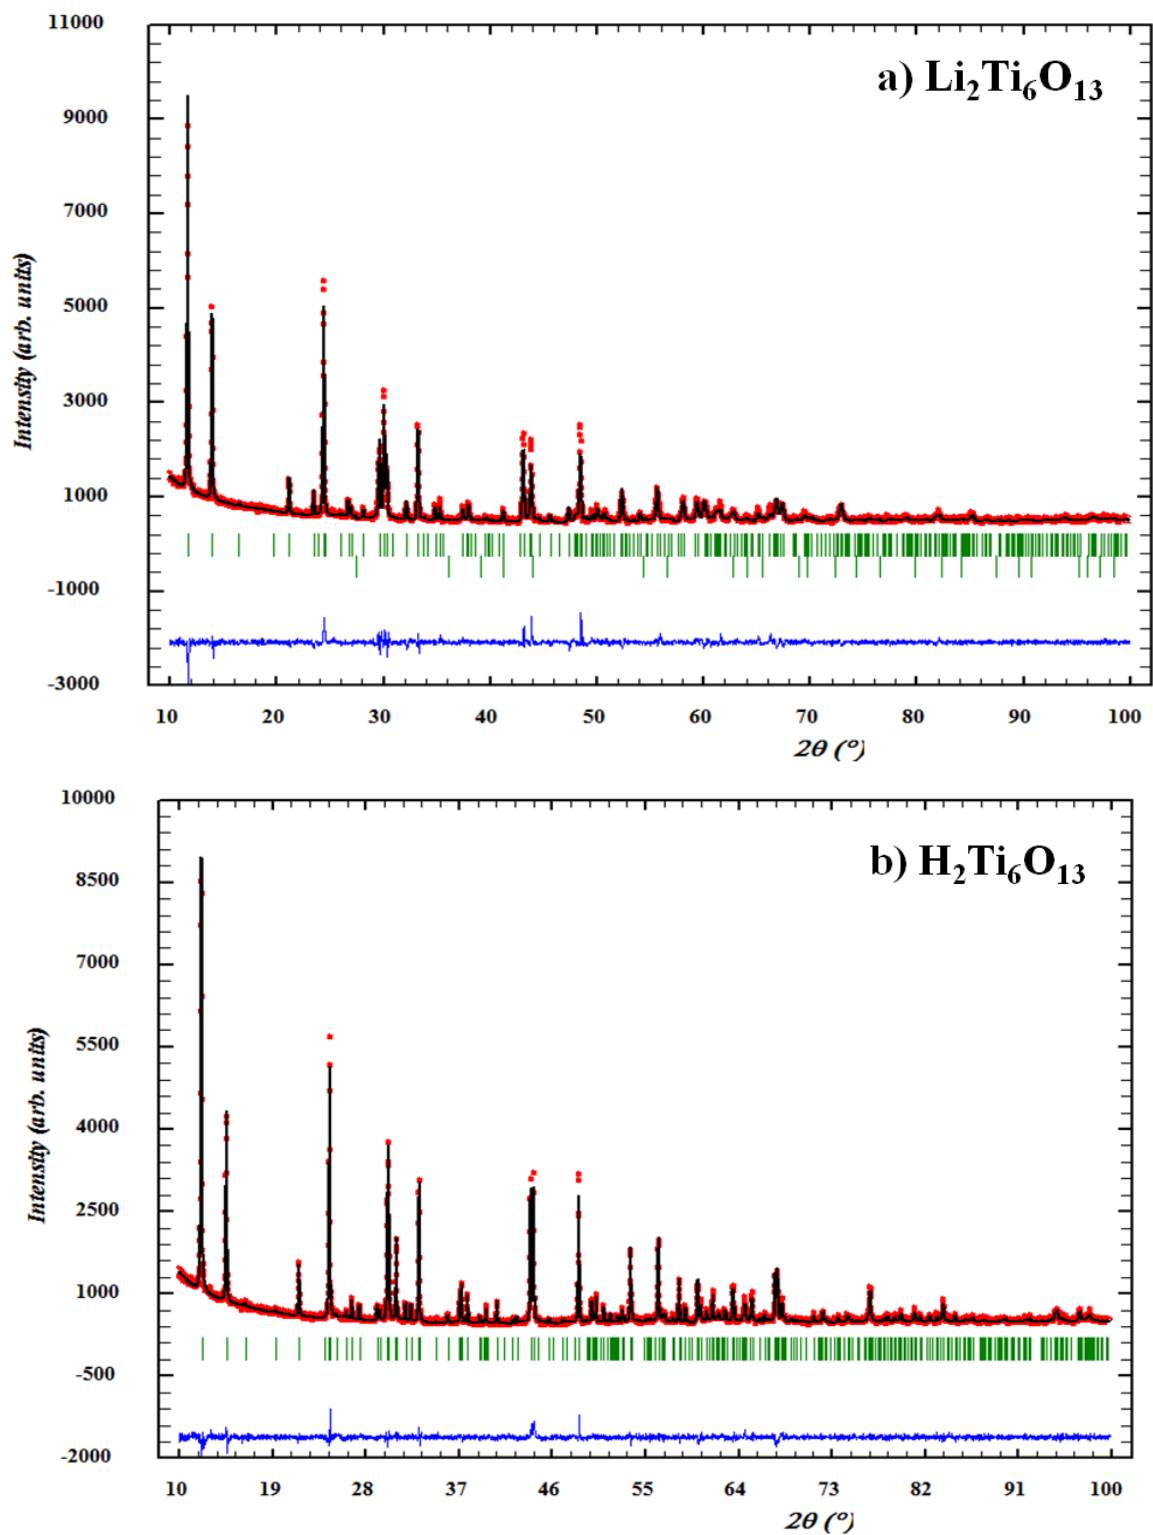 11000
a) Li₂Ti₆O₁₃
9000
7000
5000
3000
1000
-1000
-3000
Intensity (arb. units)
10 20 30 40 50 60 70 80 90 100
2θ (°)
10000
b) H₂Ti₆O₁₃
8500
7000
5500
4000
2500
1000
-500
-2000
Intensity (arb. units)
10 19 28 37 46 55 64 73 82 91 100
2θ (°)